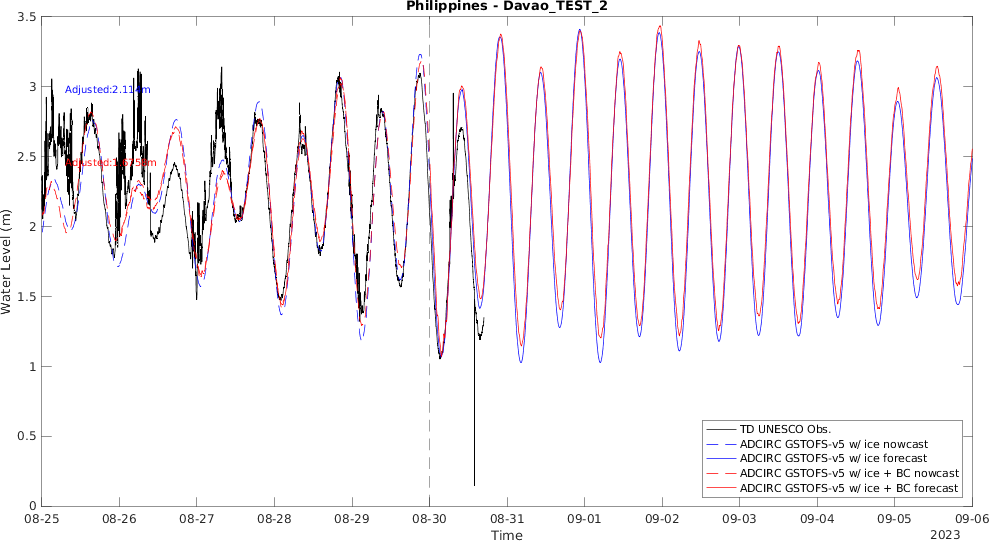 Philippines - Davao_TEST_2
Water Level (m)
3.5
3
2.5
2
1.5
1
0.5
0
Adjusted:2.114m
Adjusted:
TD UNESCO Obs.
ADCIRC GSTOFS-v5 w/ ice nowcast
ADCIRC GSTOFS-v5 w/ ice forecast
ADCIRC GSTOFS-v5 w/ ice + BC nowcast
ADCIRC GSTOFS-v5 w/ ice + BC forecast
08-25 08-26 08-27 08-28 08-29 08-30 08-31 09-01 09-02 09-03 09-04 09-05 09-06
Time
2023